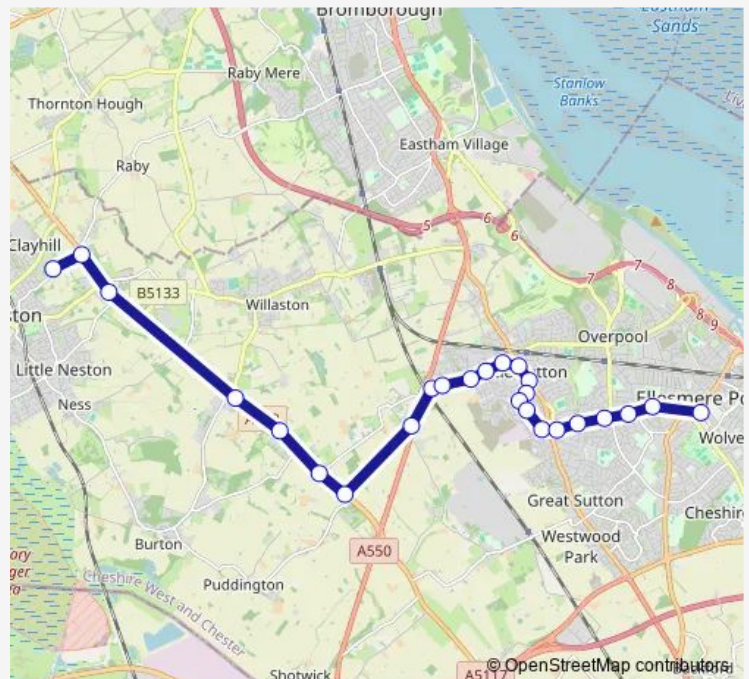 Bromborough
Eastham
Sands
Raby Mere
Stanlow
Banks
Thornton Hough
Eastham Village
Raby
5
6
6
Clayhill
7
7
8
8
9
B5133
Willaston
ston
Overpool
Little Neston
Ness
Ellesmere Po
Wolve
Great Sutton
Cheshire
Westwood
Park
Burton
A550
Puddington
Cheshire West and Chester
Shotwick
A5117
© OpenStreetMap contributors